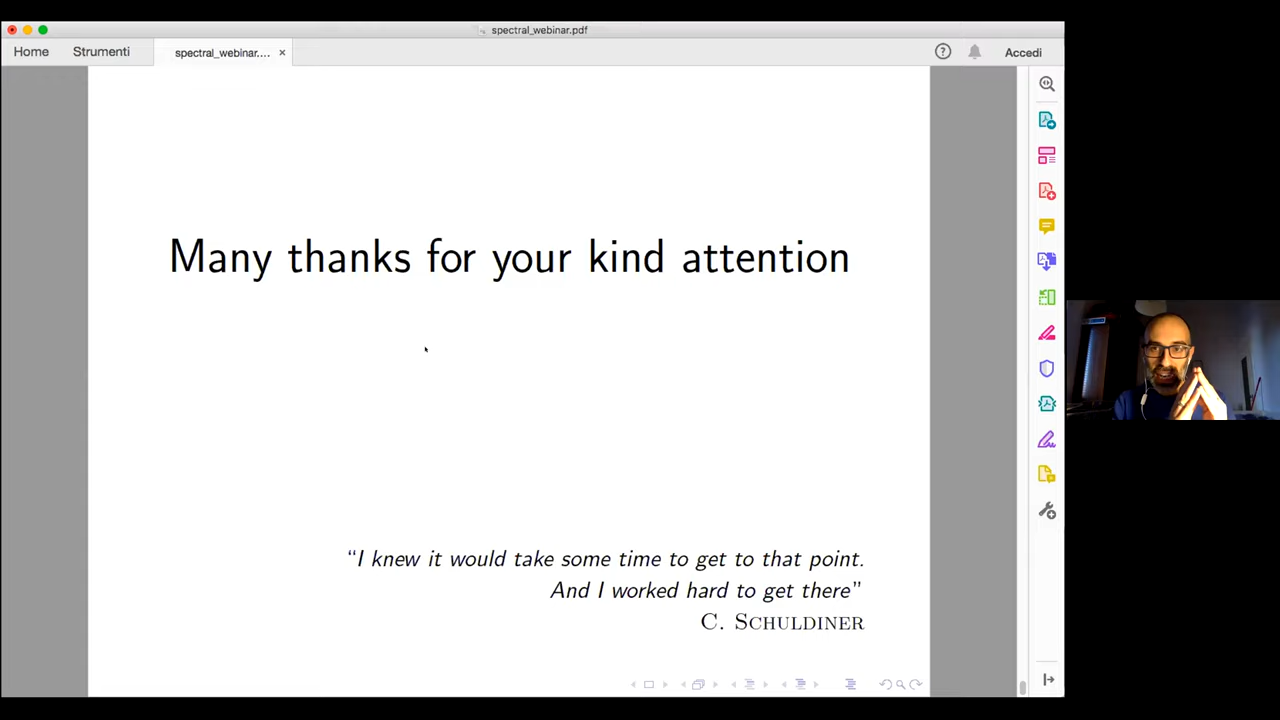 spectral_webinar.pdf
Home
Strumenti
spectral_webinar....
Accedi
Many thanks for your kind attention
“I knew it would take some time to get to that point.
And I worked hard to get there”
C. SCHULDINER